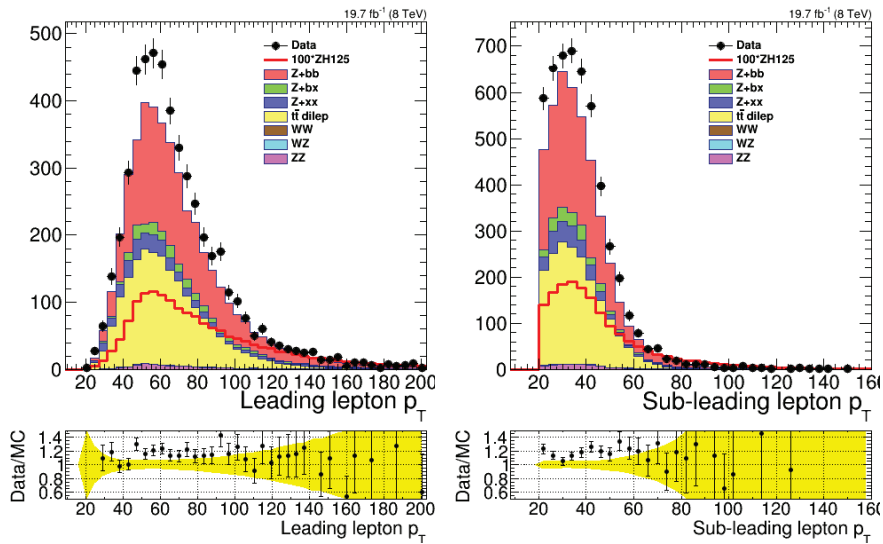 19.7 fb⁻¹ (8 TeV)
500
400
300
200
100
0
Data
100*ZH125
Z+bb
Z+bx
Z+xx
tt̄ dilep
WW
WZ
ZZ
0 20 40 60 80 100 120 140 160 180 200
Leading lepton p_T
Data/MC
1.4
1.2
1
0.8
0.6
0 20 40 60 80 100 120 140 160 180 200
Leading lepton p_T
19.7 fb⁻¹ (8 TeV)
700
600
500
400
300
200
100
0
Data
100*ZH125
Z+bb
Z+bx
Z+xx
tt̄ dilep
WW
WZ
ZZ
0 20 40 60 80 100 120 140 160
Sub-leading lepton p_T
Data/MC
1.4
1.2
1
0.8
0.6
0 20 40 60 80 100 120 140 160
Sub-leading lepton p_T